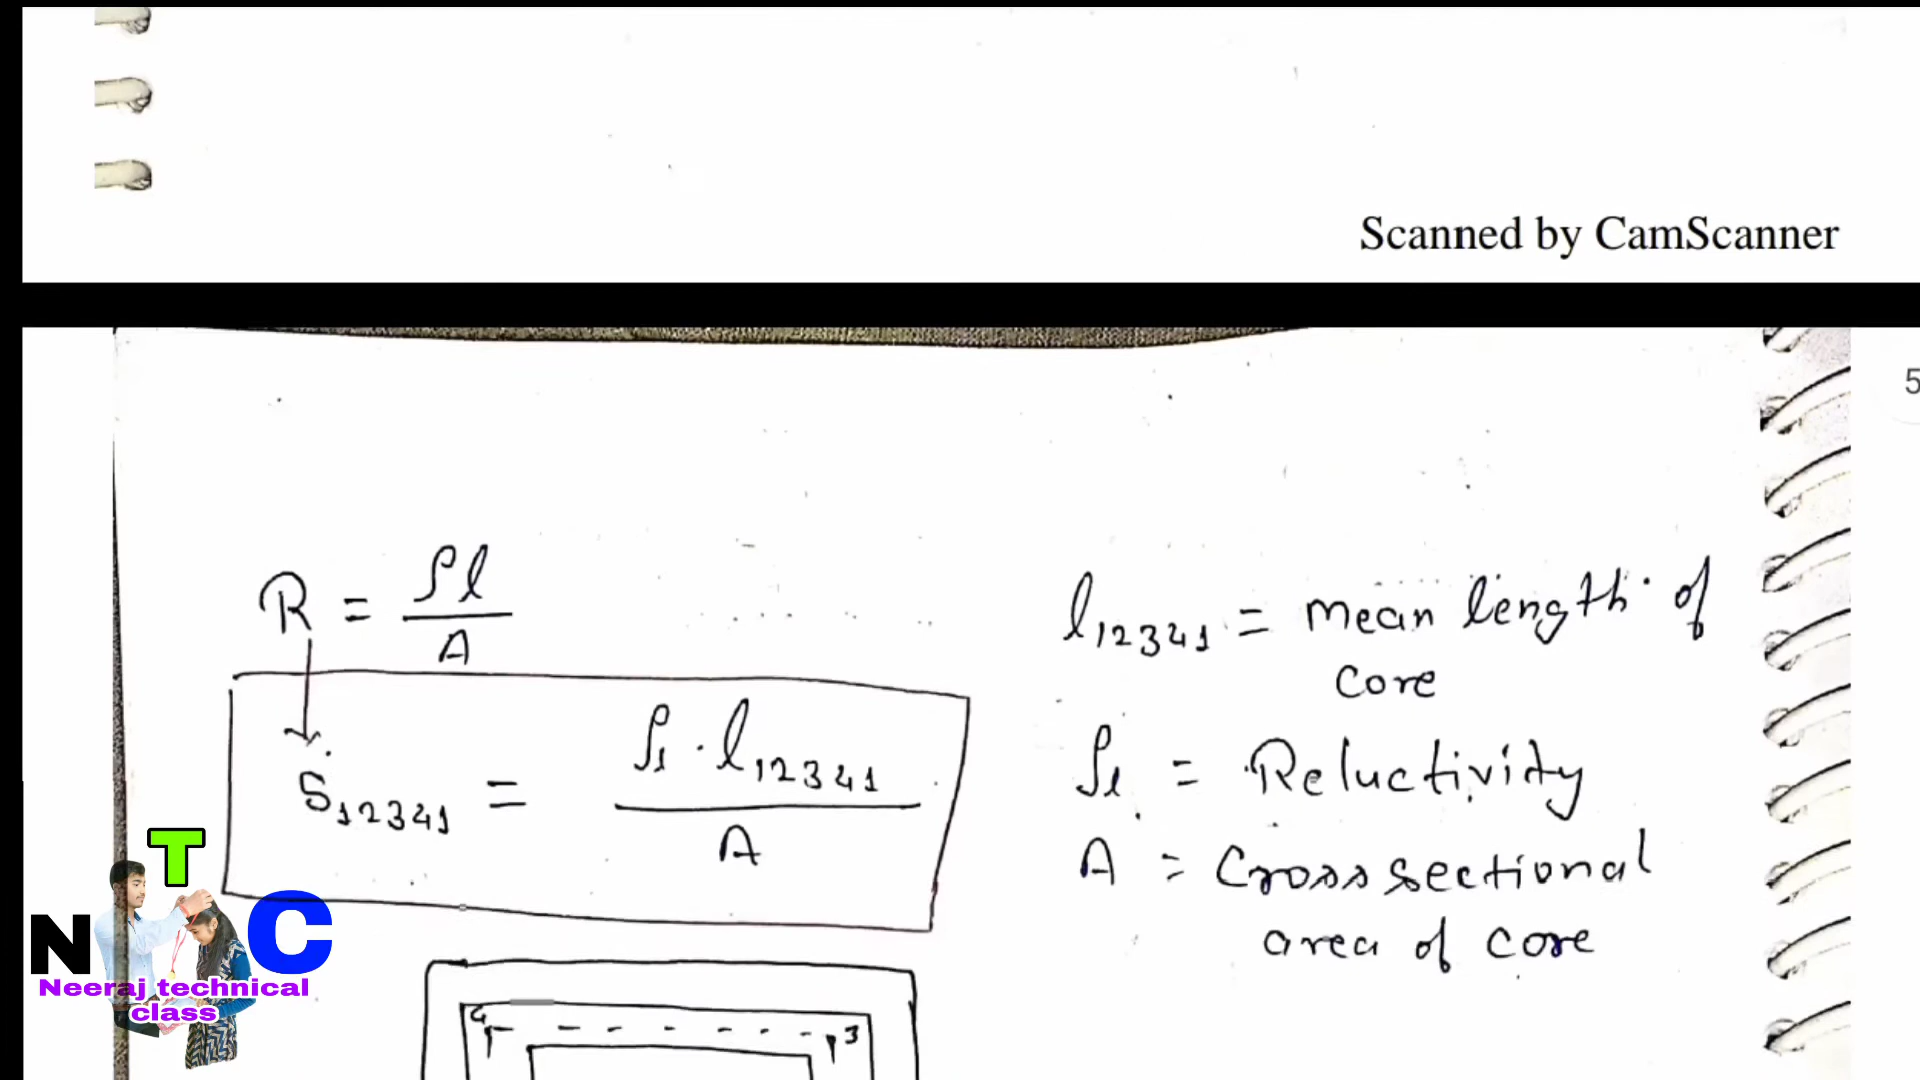 Scanned by CamScanner
5
R = ρl / A
S₁₂₃₄₁ = ρ₁ · l₁₂₃₄₁ / A
l₁₂₃₄₁ = Mean length of
Core
ρ₁ = Reluctivity
A = Cross sectional
area of core
4 3
T
N C
Neeraj technical
class